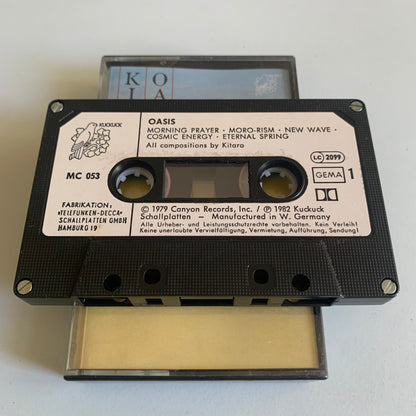 KI
OA
KUCKUCK
OASIS
MORNING PRAYER · MORO-RISM · NEW WAVE ·
COSMIC ENERGY · ETERNAL SPRING
All compositions by Kitaro
MC 053
LC 2099
GEMA 1
FABRIKATION:
»TELEFUNKEN-DECCA«
SCHALLPLATTEN GMBH
HAMBURG 19
© 1979 Canyon Records, Inc. / ℗ 1982 Kuckuck
Schallplatten — Manufactured in W. Germany
Alle Urheber- und Leistungsschutzrechte vorbehalten. Kein Verleih!
Keine unerlaubte Vervielfältigung, Vermietung, Aufführung, Sendung!